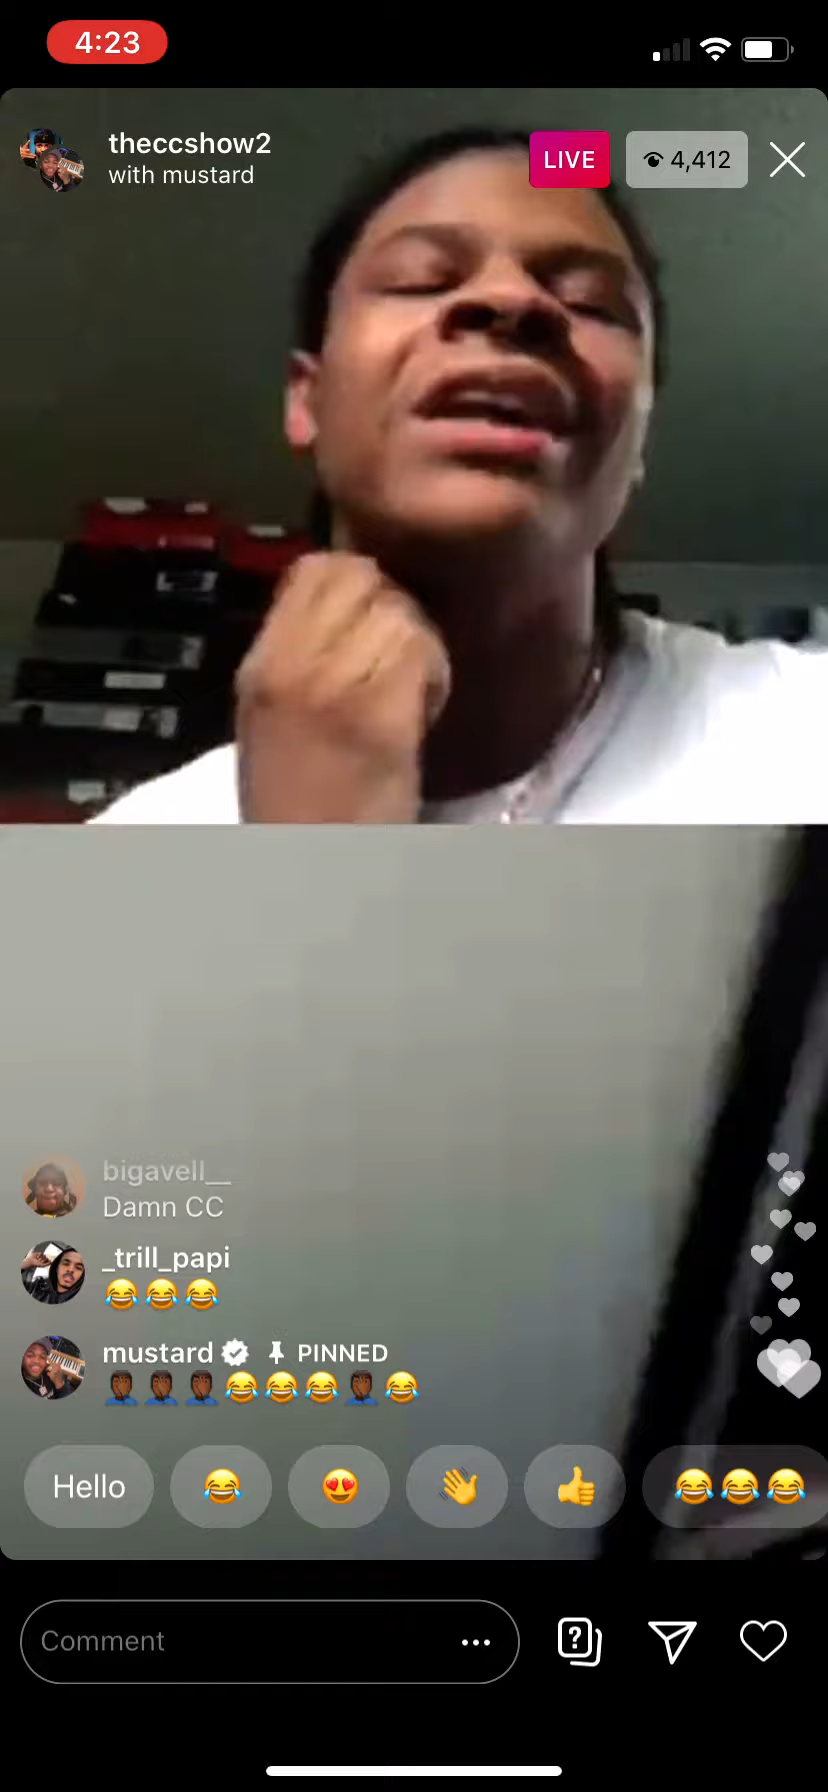 4:23
theccshow2
with mustard
LIVE
4,412
bigavell__
Damn CC
_trill_papi
😂😂😂
mustard PINNED
🤦🏾‍♂️🤦🏾‍♂️🤦🏾‍♂️😂😂😂🤦🏾‍♂️😂
Hello 😂 😍 👋 👍 😂😂😂
Comment